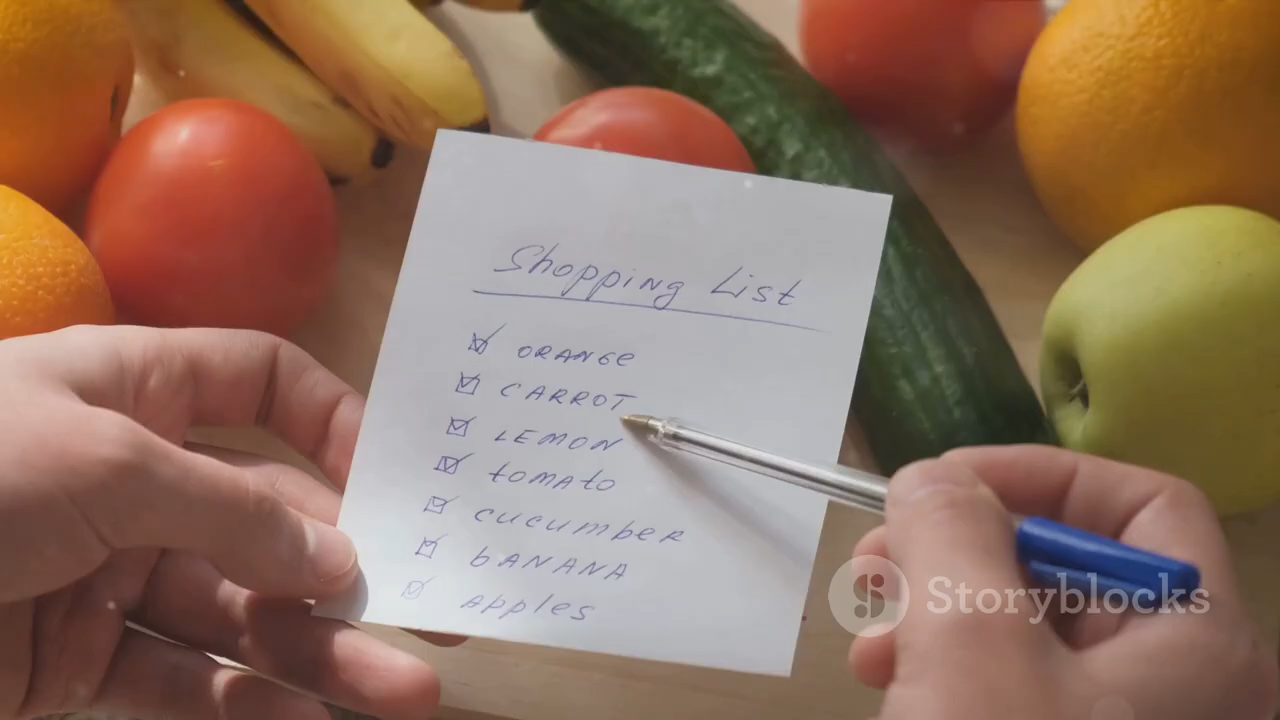 Shopping List
ORANGE
CARROT
LEMON
tomato
cucumber
bANANA
Apples
Storyblocks